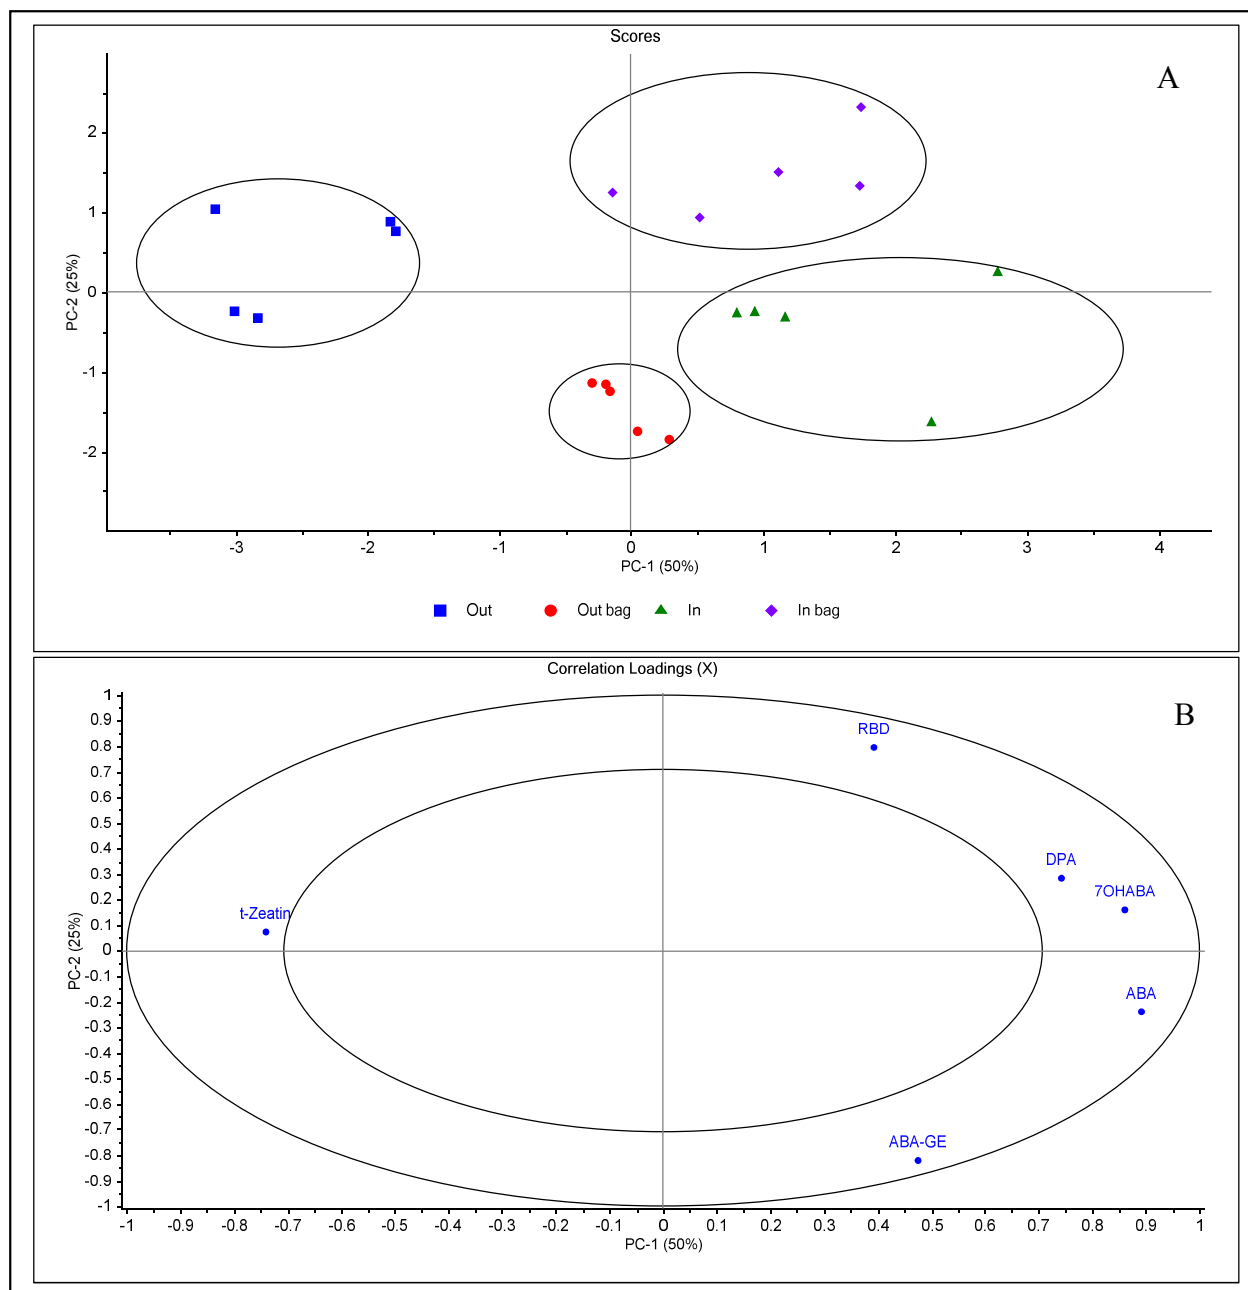 Scores
A
2
1
0
-1
-2
PC-2 (25%)
-3 -2 -1 0 1 2 3 4
PC-1 (50%)
Out Out bag In In bag
Correlation Loadings (X)
B
1
0.9
0.8
0.7
0.6
0.5
0.4
0.3
0.2
0.1
0
-0.1
-0.2
-0.3
-0.4
-0.5
-0.6
-0.7
-0.8
-0.9
-1
PC-2 (25%)
RBD
DPA
7OHABA
t-Zeatin
ABA
ABA-GE
-1 -0.9 -0.8 -0.7 -0.6 -0.5 -0.4 -0.3 -0.2 -0.1 0 0.1 0.2 0.3 0.4 0.5 0.6 0.7 0.8 0.9 1
PC-1 (50%)